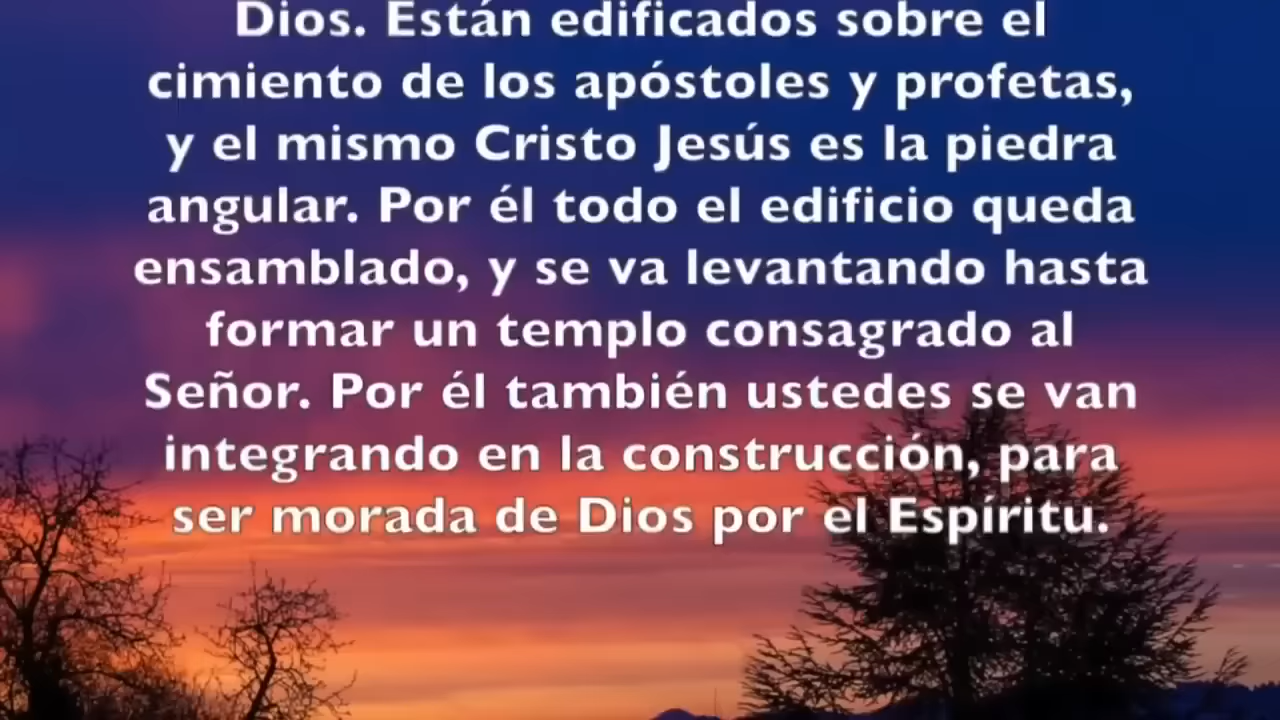 Dios. Están edificados sobre el
cimiento de los apóstoles y profetas,
y el mismo Cristo Jesús es la piedra
angular. Por él todo el edificio queda
ensamblado, y se va levantando hasta
formar un templo consagrado al
Señor. Por él también ustedes se van
integrando en la construcción, para
ser morada de Dios por el Espíritu.